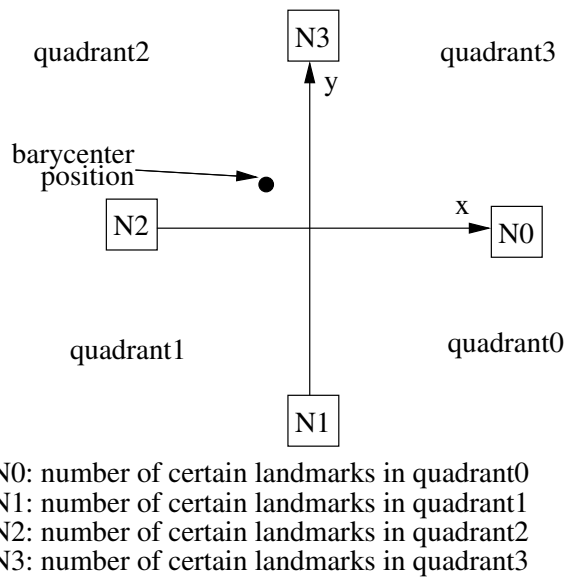 N3
quadrant2
quadrant3
y
barycenter
position
x
N2
N0
quadrant1
quadrant0
N1
N0: number of certain landmarks in quadrant0
N1: number of certain landmarks in quadrant1
N2: number of certain landmarks in quadrant2
N3: number of certain landmarks in quadrant3